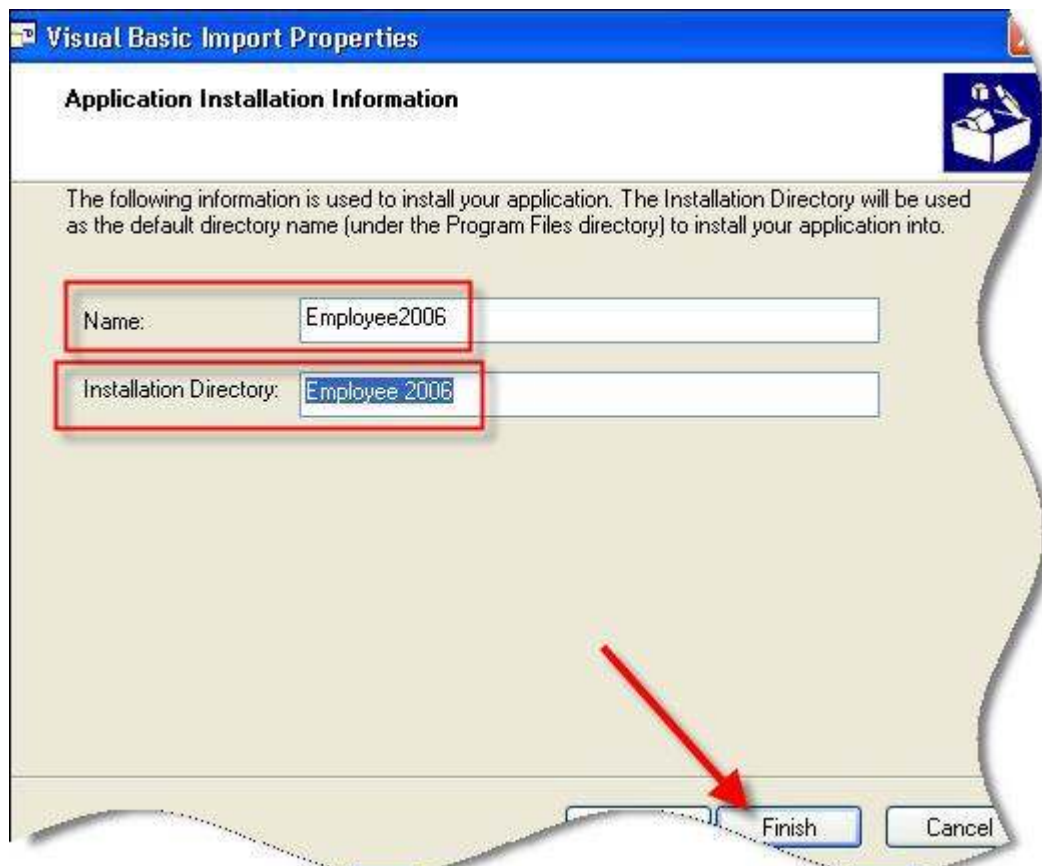 Visual Basic Import Properties
Application Installation Information
The following information is used to install your application. The Installation Directory will be used
as the default directory name (under the Program Files directory) to install your application into.
Name: Employee2006
Installation Directory: Employee 2006
Finish Cancel